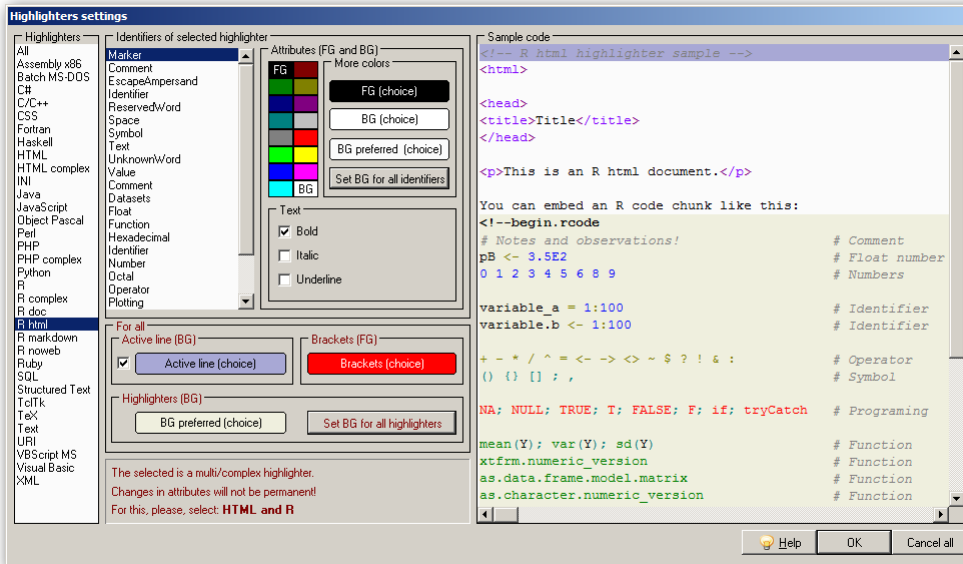 Highlighters settings
Highlighters
All
Assembly x86
Batch MS-DOS
C#
C/C++
CSS
Fortran
Haskell
HTML
HTML complex
INI
Java
JavaScript
Object Pascal
Perl
PHP
PHP complex
Python
R
R complex
R doc
R html
R markdown
R noweb
Ruby
SQL
Structured Text
TclTk
TeX
Text
URI
VBScript MS
Visual Basic
XML
Identifiers of selected highlighter
Marker
Comment
EscapeAmpersand
Identifier
ReservedWord
Space
Symbol
Text
UnknownWord
Value
Comment
Datasets
Float
Function
Hexadecimal
Identifier
Number
Octal
Operator
Plotting
Attributes (FG and BG)
FG
BG
More colors
FG (choice)
BG (choice)
BG preferred (choice)
Set BG for all identifiers
Text
Bold
Italic
Underline
For all
Active line (BG)
Active line (choice)
Brackets (FG)
Brackets (choice)
Highlighters (BG)
BG preferred (choice)
Set BG for all highlighters
The selected is a multi/complex highlighter.
Changes in attributes will not be permanent!
For this, please, select: HTML and R
Sample code
<!-- R html highlighter sample -->
<html>
<head>
<title>Title</title>
</head>
<p>This is an R html document.</p>
You can embed an R code chunk like this:
<!--begin.rcode
# Notes and observations! # Comment
pB <- 3.5E2 # Float number
0 1 2 3 4 5 6 8 9 # Numbers
variable_a = 1:100 # Identifier
variable.b <- 1:100 # Identifier
+ - * / ^ = <- -> <> ~ $ ? ! & : # Operator
() {} [] ; , # Symbol
NA; NULL; TRUE; T; FALSE; F; if; tryCatch # Programing
mean(Y); var(Y); sd(Y) # Function
xtfrm.numeric_version # Function
as.data.frame.model.matrix # Function
as.character.numeric_version # Function
Help
OK
Cancel all